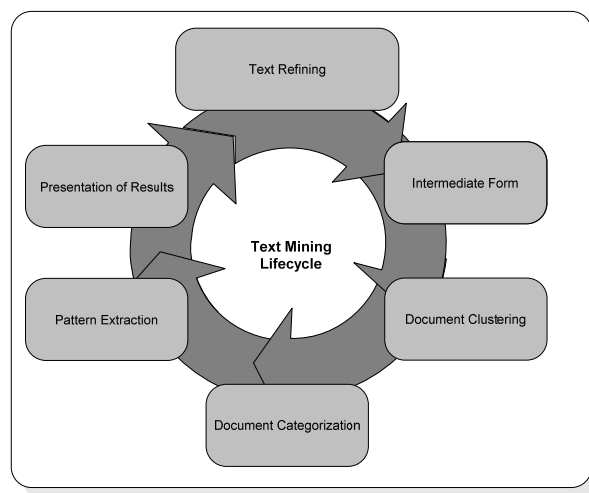 Text Refining
Presentation of Results
Intermediate Form
Text Mining
Lifecycle
Pattern Extraction
Document Clustering
Document Categorization